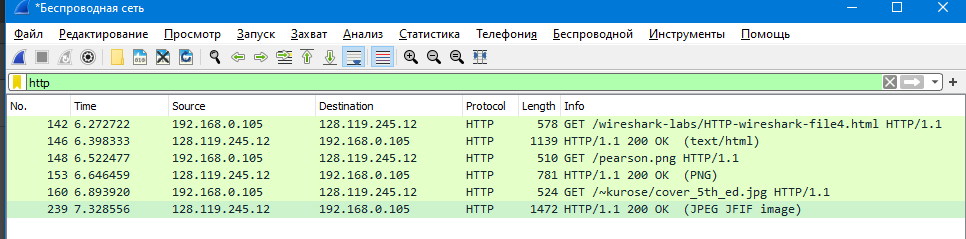 *Беспроводная сеть
Файл Редактирование Просмотр Запуск Захват Анализ Статистика Телефония Беспроводной Инструменты Помощь
http
No. Time Source Destination Protocol Length Info
142 6.272722 192.168.0.105 128.119.245.12 HTTP 578 GET /wireshark-labs/HTTP-wireshark-file4.html HTTP/1.1
146 6.398333 128.119.245.12 192.168.0.105 HTTP 1139 HTTP/1.1 200 OK (text/html)
148 6.522477 192.168.0.105 128.119.245.12 HTTP 510 GET /pearson.png HTTP/1.1
153 6.646459 128.119.245.12 192.168.0.105 HTTP 781 HTTP/1.1 200 OK (PNG)
160 6.893920 192.168.0.105 128.119.245.12 HTTP 524 GET /~kurose/cover_5th_ed.jpg HTTP/1.1
239 7.328556 128.119.245.12 192.168.0.105 HTTP 1472 HTTP/1.1 200 OK (JPEG JFIF image)